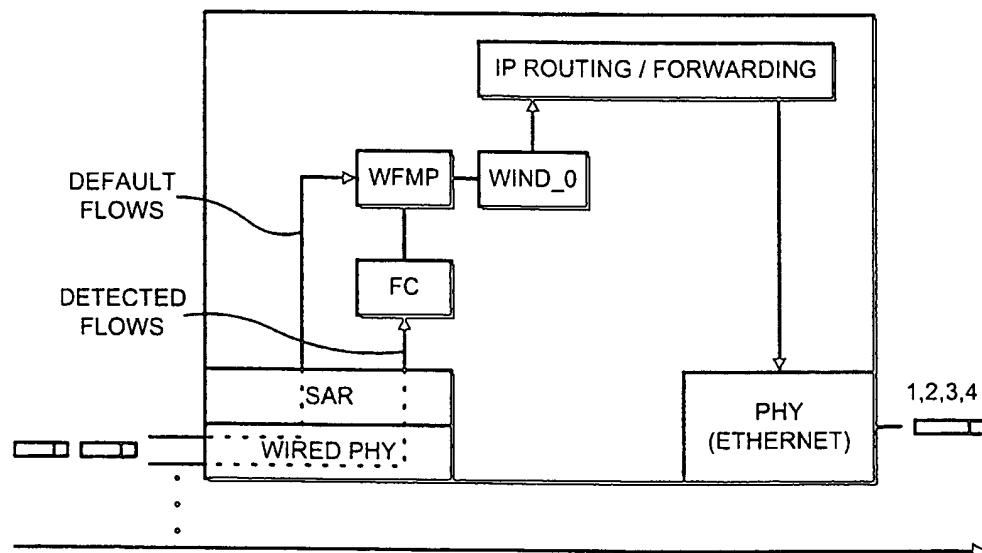 IP ROUTING / FORWARDING
WFMP
WIND_0
DEFAULT
FLOWS
FC
DETECTED
FLOWS
SAR
WIRED PHY
PHY
(ETHERNET)
1,2,3,4